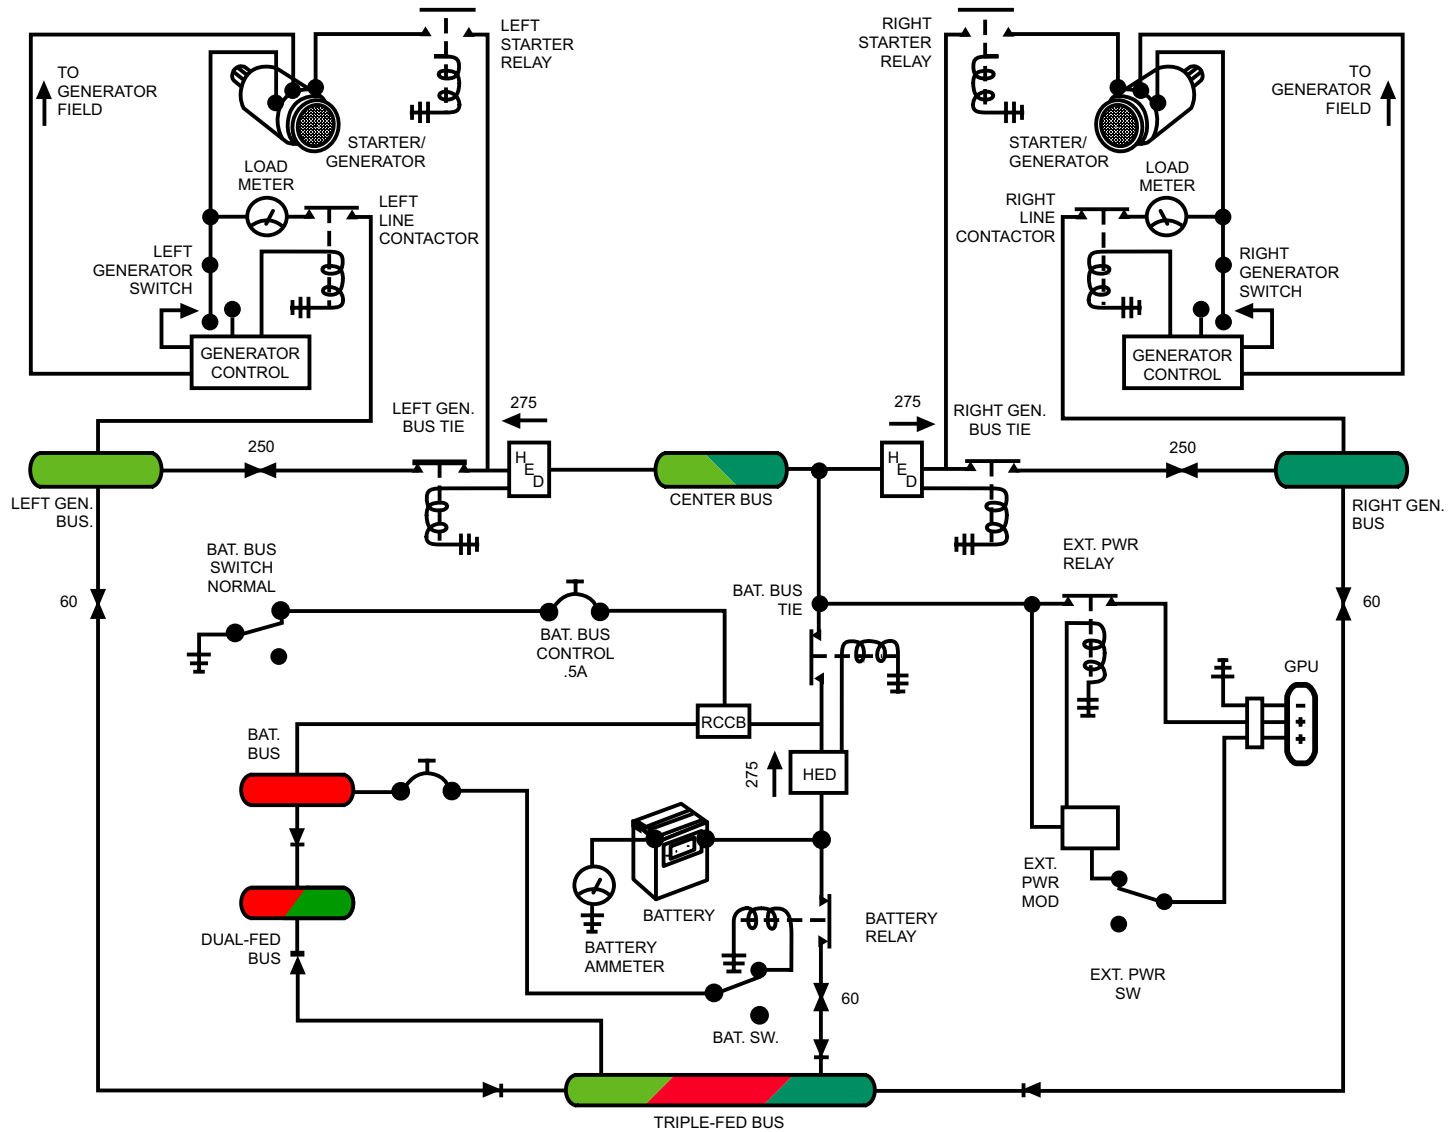 LEFT
STARTER
RELAY
RIGHT
STARTER
RELAY
TO
GENERATOR
FIELD
TO
GENERATOR
FIELD
STARTER/
GENERATOR
STARTER/
GENERATOR
LOAD
METER
LOAD
METER
LEFT
LINE
CONTACTOR
RIGHT
LINE
CONTACTOR
LEFT
GENERATOR
SWITCH
RIGHT
GENERATOR
SWITCH
GENERATOR
CONTROL
GENERATOR
CONTROL
LEFT GEN.
BUS TIE
275
275
RIGHT GEN.
BUS TIE
250
HED
HED
250
LEFT GEN.
BUS.
CENTER BUS
RIGHT GEN.
BUS
BAT. BUS
SWITCH
NORMAL
EXT. PWR
RELAY
BAT. BUS
TIE
60
60
BAT. BUS
CONTROL
.5A
GPU
-
+
+
RCCB
BAT.
BUS
275
HED
EXT.
PWR
MOD
BATTERY
BATTERY
RELAY
DUAL-FED
BUS
BATTERY
AMMETER
EXT. PWR
SW
60
BAT. SW.
TRIPLE-FED BUS